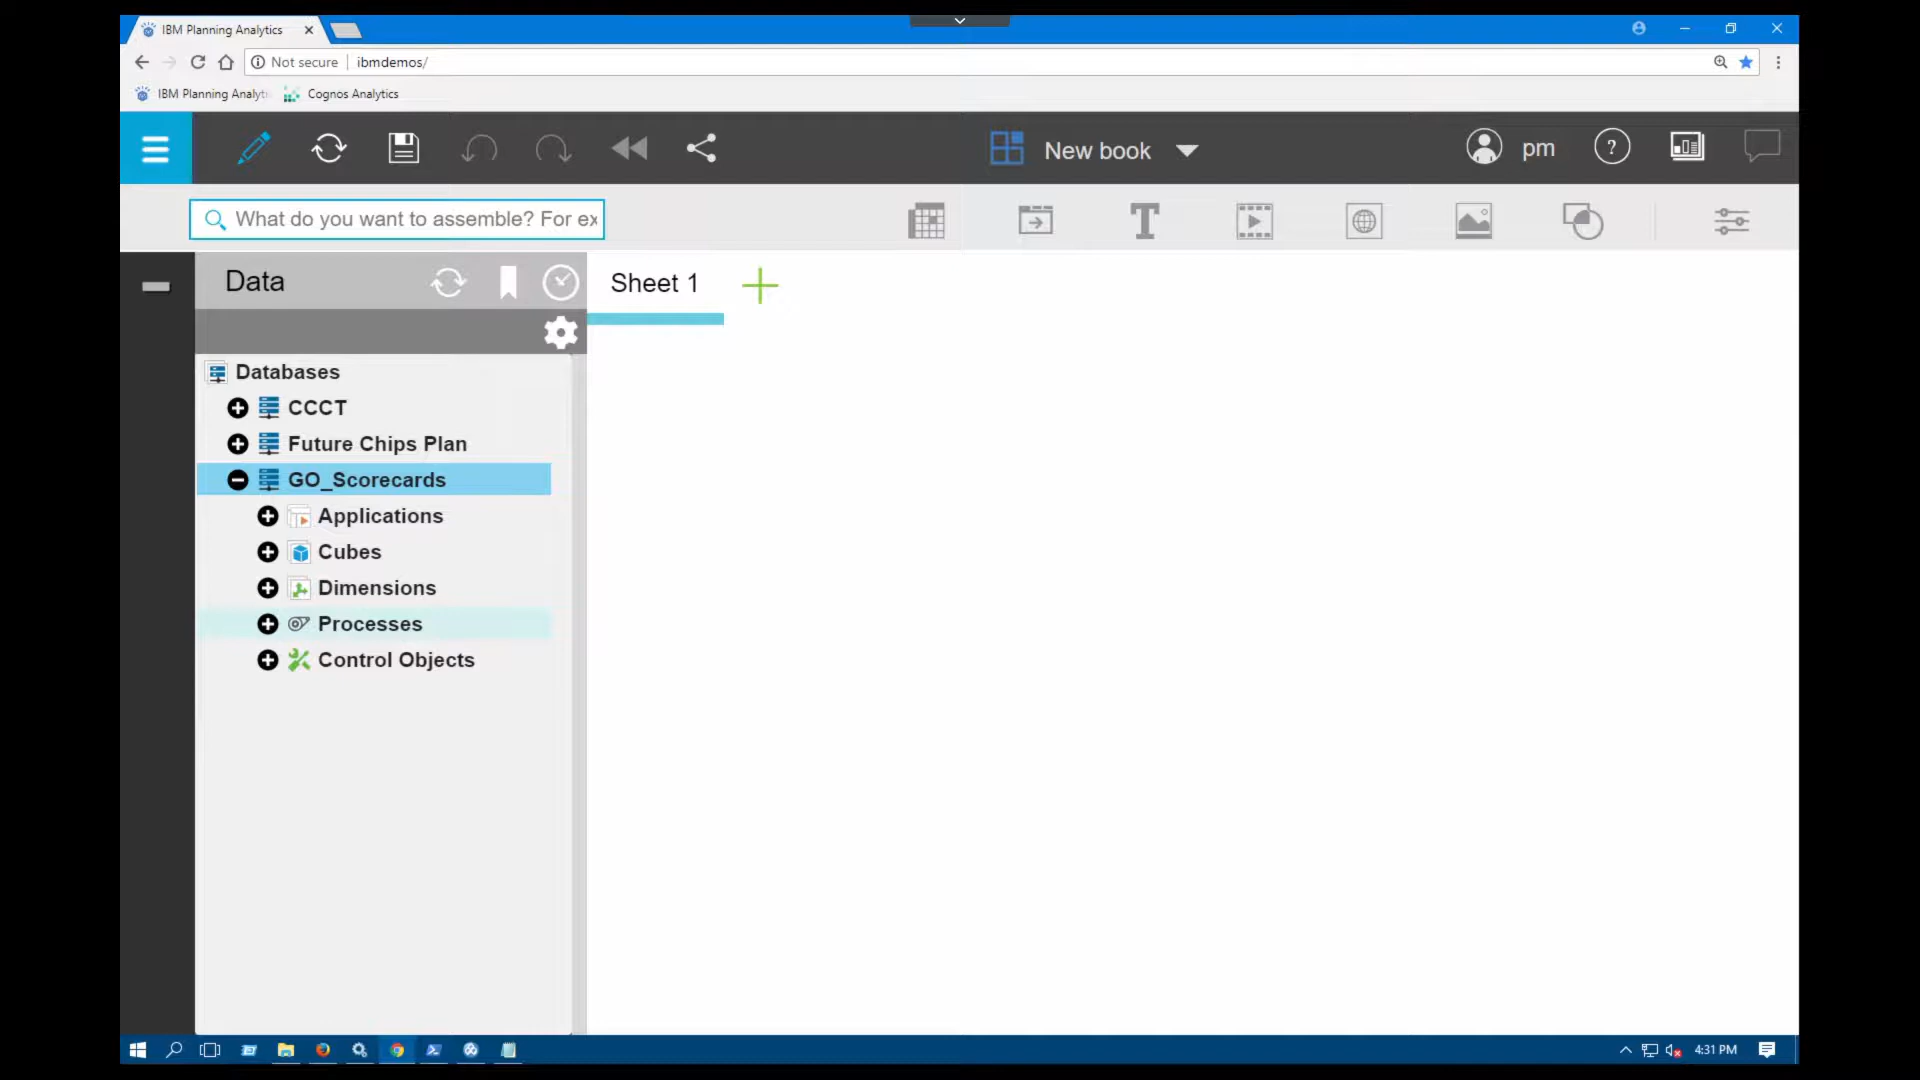 IBM Planning Analytics
Not secure | ibmdemos/
IBM Planning Analyti
Cognos Analytics
New book
pm
?
What do you want to assemble? For ex
T
Data
Sheet 1
Databases
CCCT
Future Chips Plan
GO_Scorecards
Applications
Cubes
Dimensions
Processes
Control Objects
4:31 PM